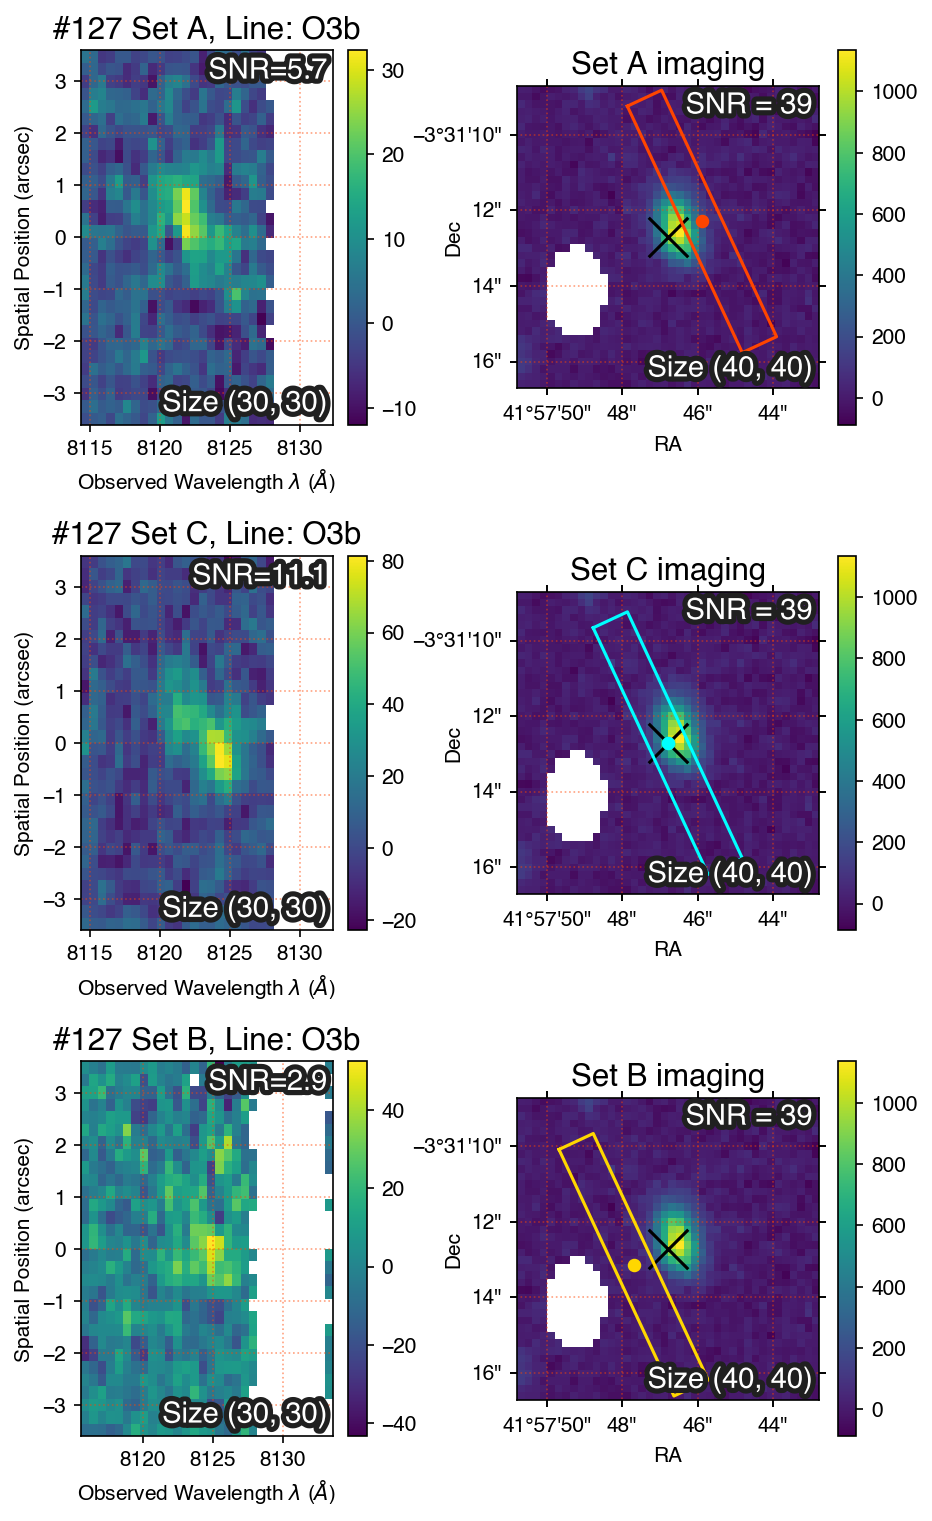 #127 Set A, Line: O3b
SNR=5.7
Size (30, 30)
3
2
1
0
−1
−2
−3
Spatial Position (arcsec)
8115 8120 8125 8130
Observed Wavelength λ (Å)
30
20
10
0
−10
Set A imaging
SNR = 39
Size (40, 40)
−3°31'10"
12"
14"
16"
Dec
41°57'50" 48" 46" 44"
RA
1000
800
600
400
200
0
#127 Set C, Line: O3b
SNR=11.1
Size (30, 30)
3
2
1
0
−1
−2
−3
Spatial Position (arcsec)
8115 8120 8125 8130
Observed Wavelength λ (Å)
80
60
40
20
0
−20
Set C imaging
SNR = 39
Size (40, 40)
−3°31'10"
12"
14"
16"
Dec
41°57'50" 48" 46" 44"
RA
1000
800
600
400
200
0
#127 Set B, Line: O3b
SNR=2.9
Size (30, 30)
3
2
1
0
−1
−2
−3
Spatial Position (arcsec)
8120 8125 8130
Observed Wavelength λ (Å)
40
20
0
−20
−40
Set B imaging
SNR = 39
Size (40, 40)
−3°31'10"
12"
14"
16"
Dec
41°57'50" 48" 46" 44"
RA
1000
800
600
400
200
0